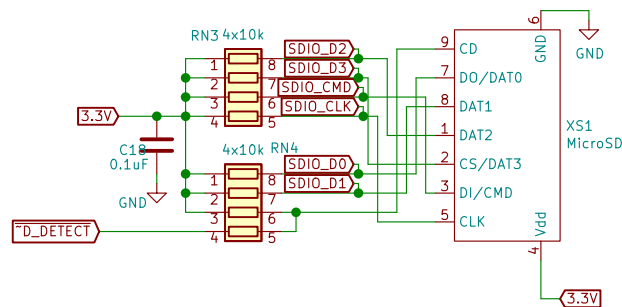 RN3 4x10k
1
2
3
4
8
7
6
5
SDIO_D2
SDIO_D3
SDIO_CMD
SDIO_CLK
3.3V
C18
0.1uF
GND
4x10k
RN4
1
2
3
4
8
7
6
5
SDIO_D0
SDIO_D1
~D_DETECT
9 CD
7 DO/DAT0
8 DAT1
1 DAT2
2 CS/DAT3
3 DI/CMD
5 CLK
6
GND
GND
XS1
MicroSD
Vdd
4
3.3V